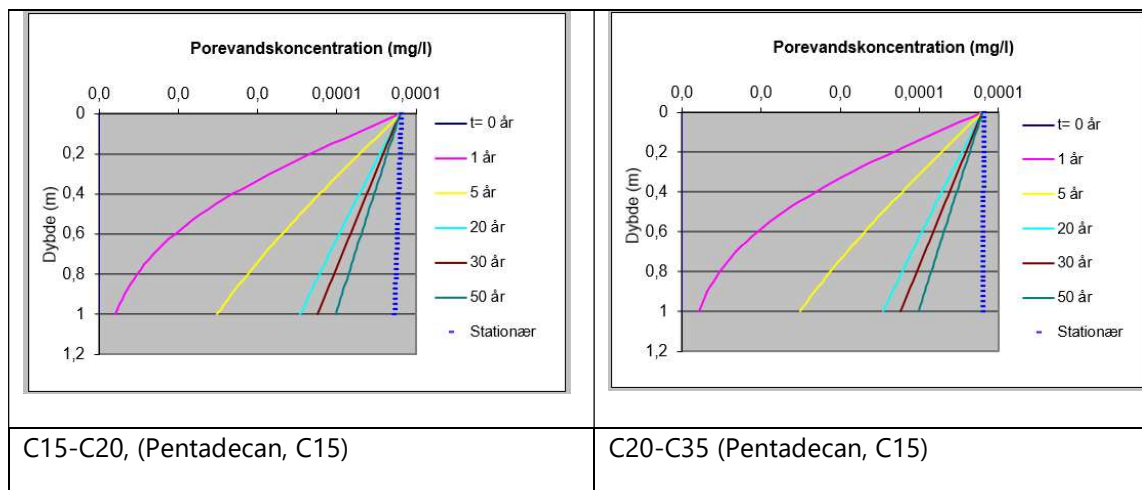 Porevandskoncentration (mg/l)
0,0 0,0 0,0 0,0001 0,0001
0
0,2
0,4
0,6
0,8
1
1,2
Dybde (m)
t= 0 år
1 år
5 år
20 år
30 år
50 år
Stationær
C15-C20, (Pentadecan, C15)
Porevandskoncentration (mg/l)
0,0 0,0 0,0 0,0001 0,0001
0
0,2
0,4
0,6
0,8
1
1,2
Dybde (m)
t= 0 år
1 år
5 år
20 år
30 år
50 år
Stationær
C20-C35 (Pentadecan, C15)